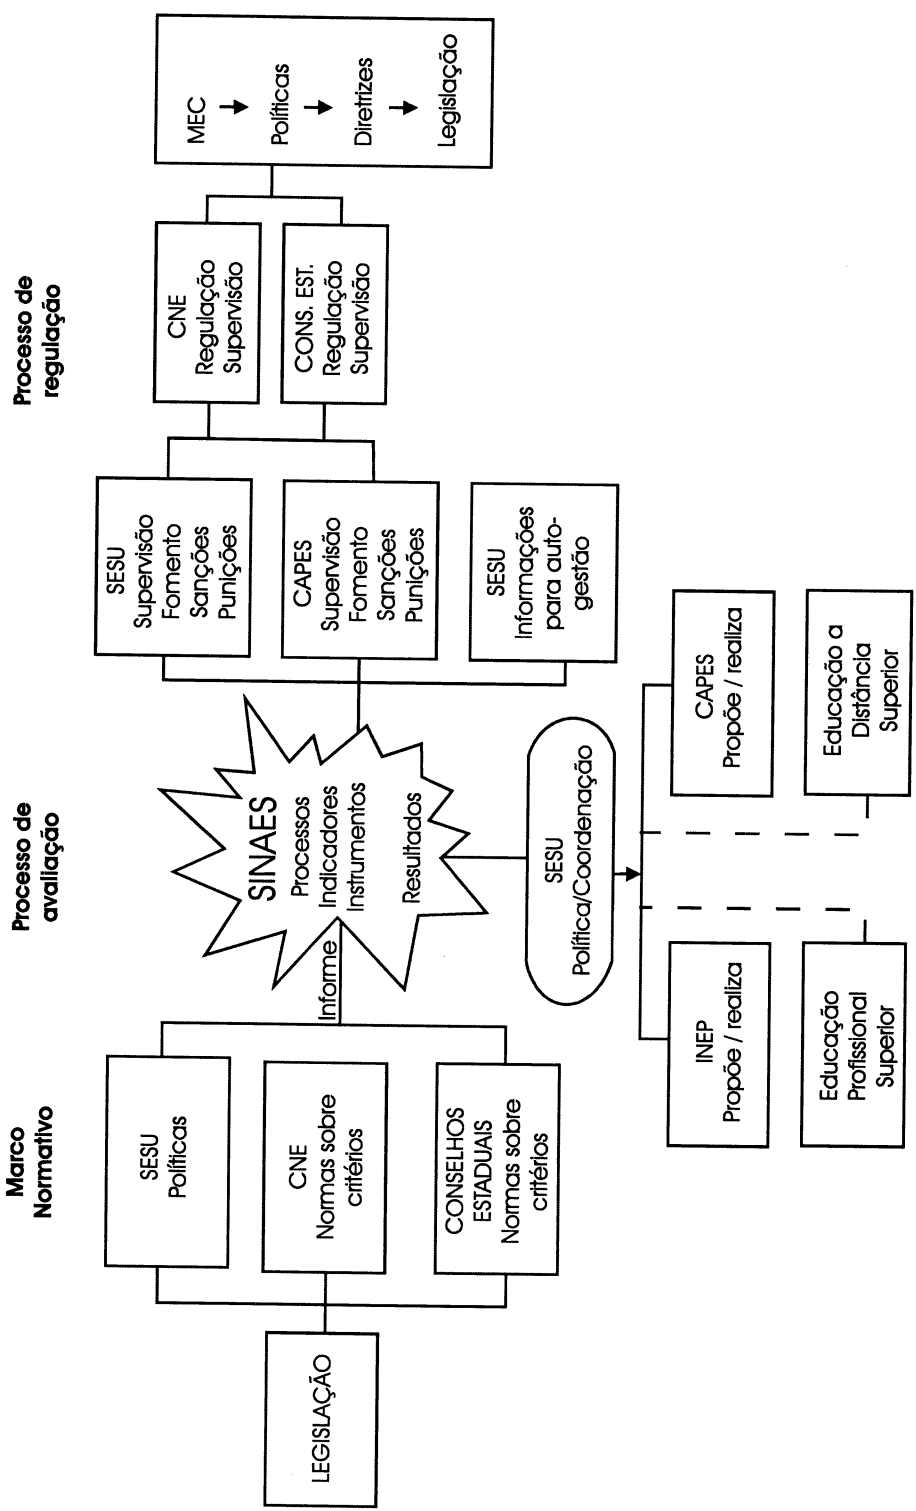 Marco
Normativo
Processo de
avaliação
Processo de
regulação
LEGISLAÇÃO
SESU
Políticas
CNE
Normas sobre
critérios
CONSELHOS
ESTADUAIS
Normas sobre
critérios
Informe
SINAES
Processos
Indicadores
Instrumentos
Resultados
SESU
Política/Coordenação
INEP
Propõe / realiza
CAPES
Propõe / realiza
Educação
Profissional
Superior
Educação a
Distância
Superior
SESU
Supervisão
Fomento
Sanções
Punições
CAPES
Supervisão
Fomento
Sanções
Punições
SESU
Informações
para auto-
gestão
CNE
Regulação
Supervisão
CONS. EST.
Regulação
Supervisão
MEC
Políticas
Diretrizes
Legislação